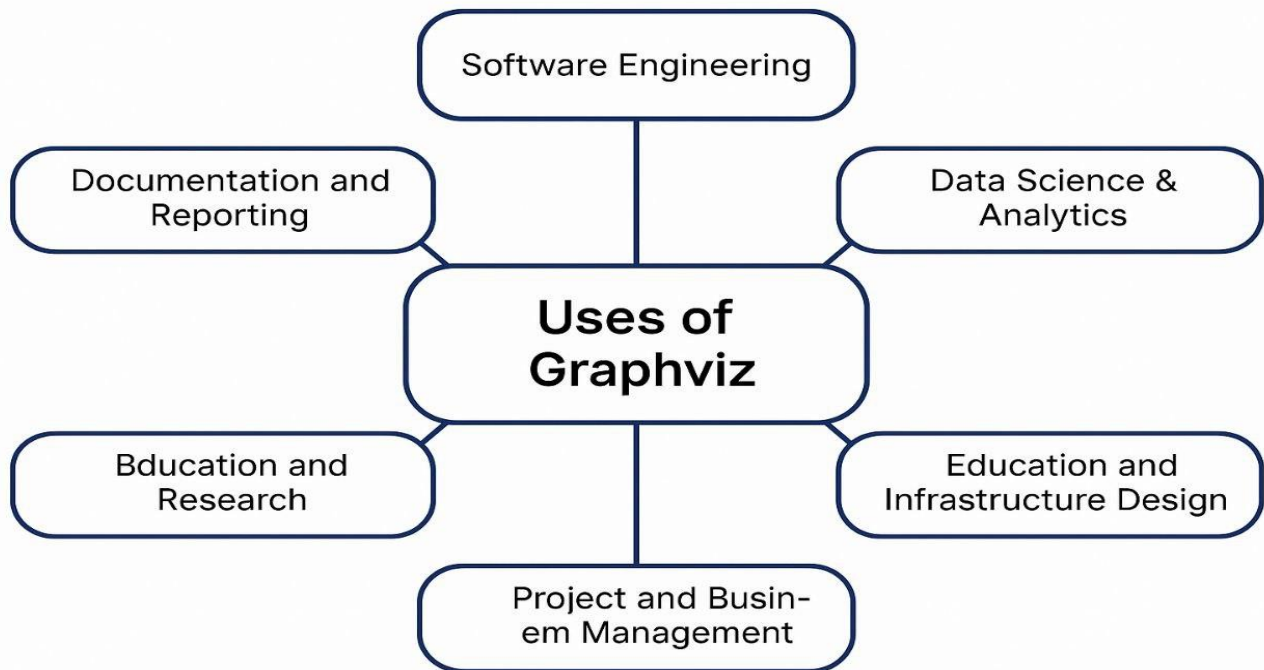 Software Engineering
Documentation and
Reporting
Data Science &
Analytics
Uses of
Graphviz
Bducation and
Research
Education and
Infrastructure Design
Project and Busin-
em Management